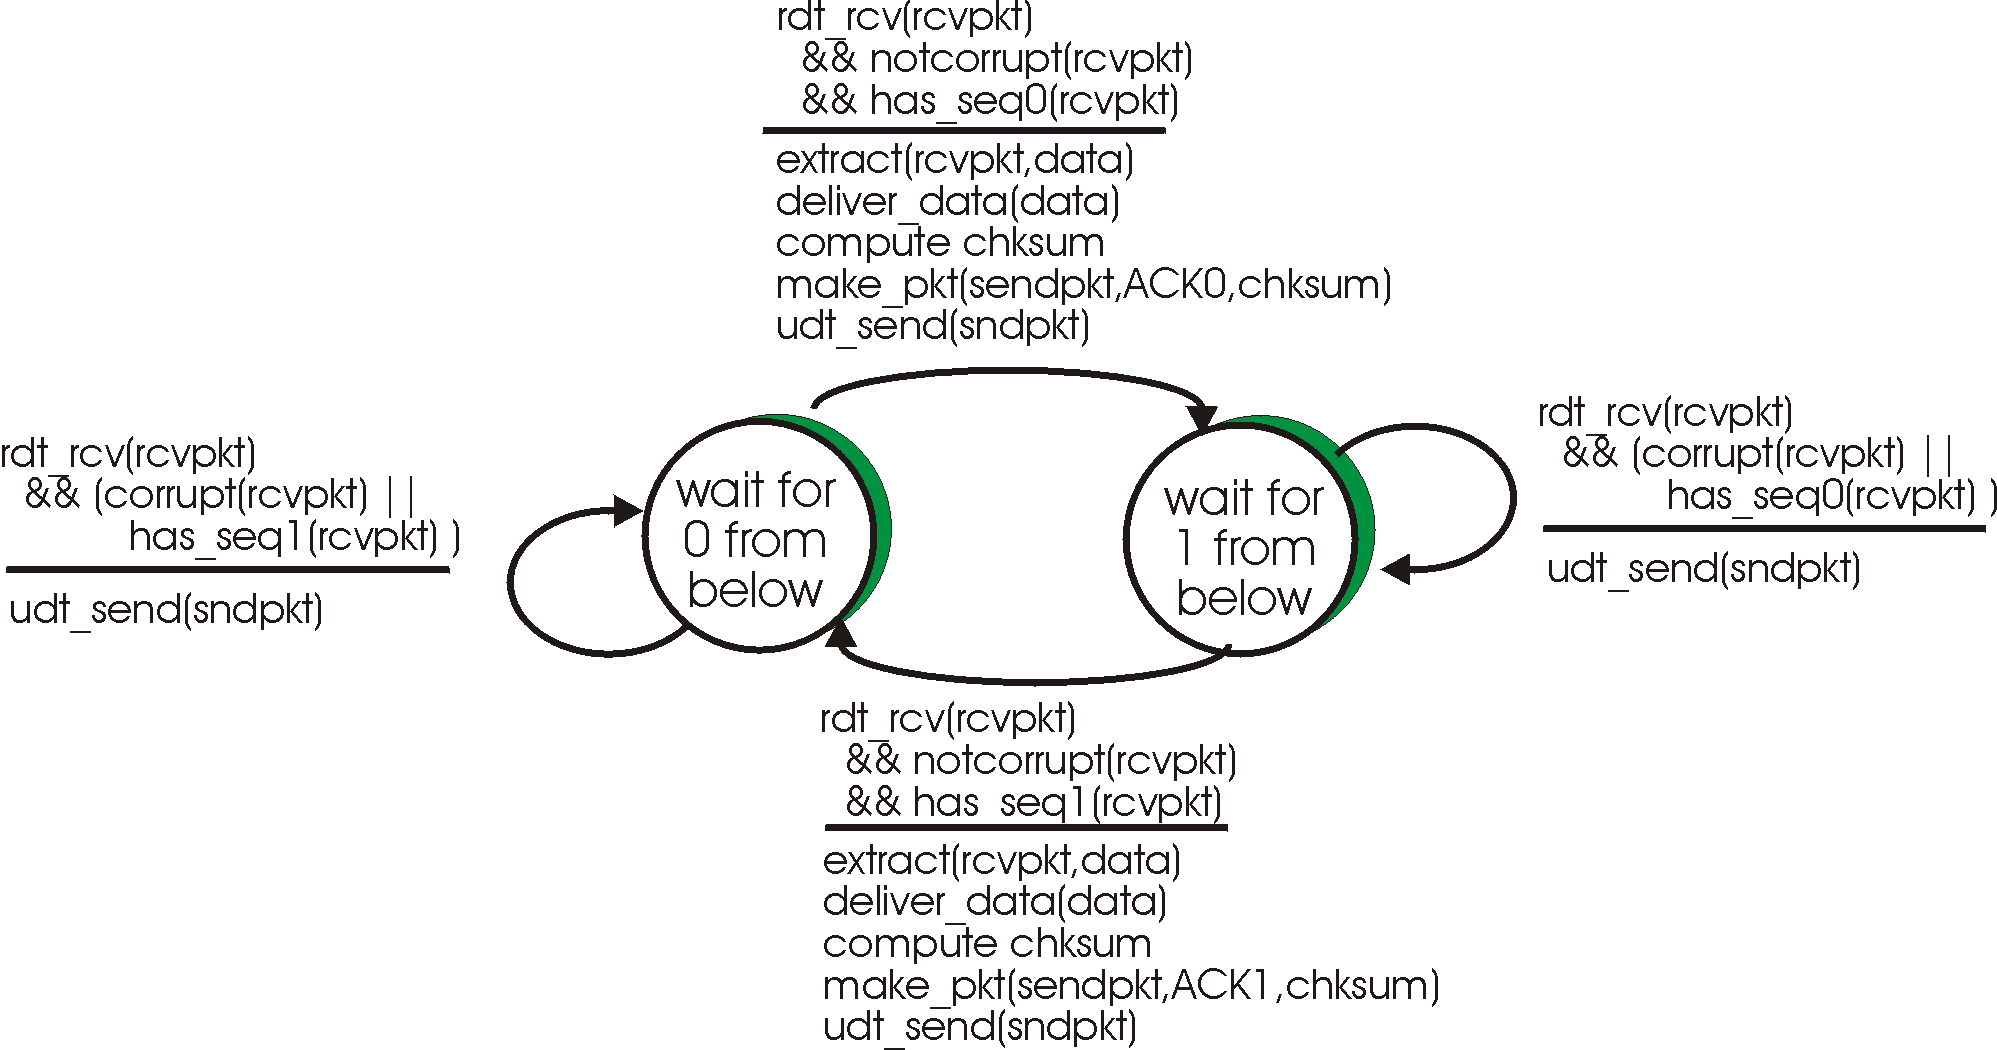 rdt_rcv(rcvpkt)
&& notcorrupt(rcvpkt)
&& has_seq0(rcvpkt)
extract(rcvpkt,data)
deliver_data(data)
compute chksum
make_pkt(sendpkt,ACK0,chksum)
udt_send(sndpkt)
rdt_rcv(rcvpkt)
&& (corrupt(rcvpkt) ||
has_seq1(rcvpkt) )
udt_send(sndpkt)
wait for
0 from
below
wait for
1 from
below
rdt_rcv(rcvpkt)
&& (corrupt(rcvpkt) ||
has_seq0(rcvpkt) )
udt_send(sndpkt)
rdt_rcv(rcvpkt)
&& notcorrupt(rcvpkt)
&& has_seq1(rcvpkt)
extract(rcvpkt,data)
deliver_data(data)
compute chksum
make_pkt(sendpkt,ACK1,chksum)
udt_send(sndpkt)